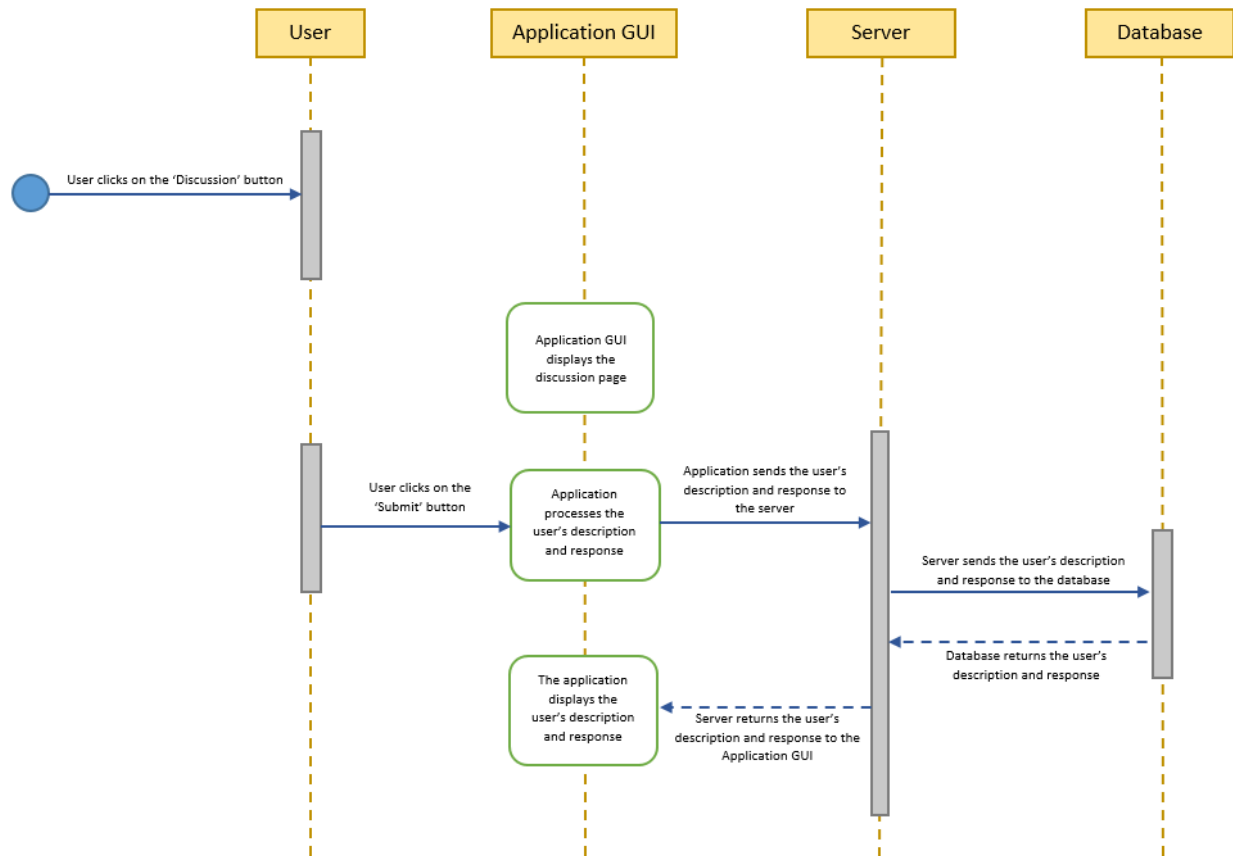 User
Application GUI
Server
Database
User clicks on the ‘Discussion’ button
Application GUI
displays the
discussion page
User clicks on the
‘Submit’ button
Application
processes the
user’s description
and response
Application sends the user’s
description and response to
the server
Server sends the user’s description
and response to the database
Database returns the user’s
description and response
The application
displays the
user’s description
and response
Server returns the user’s
description and response to the
Application GUI